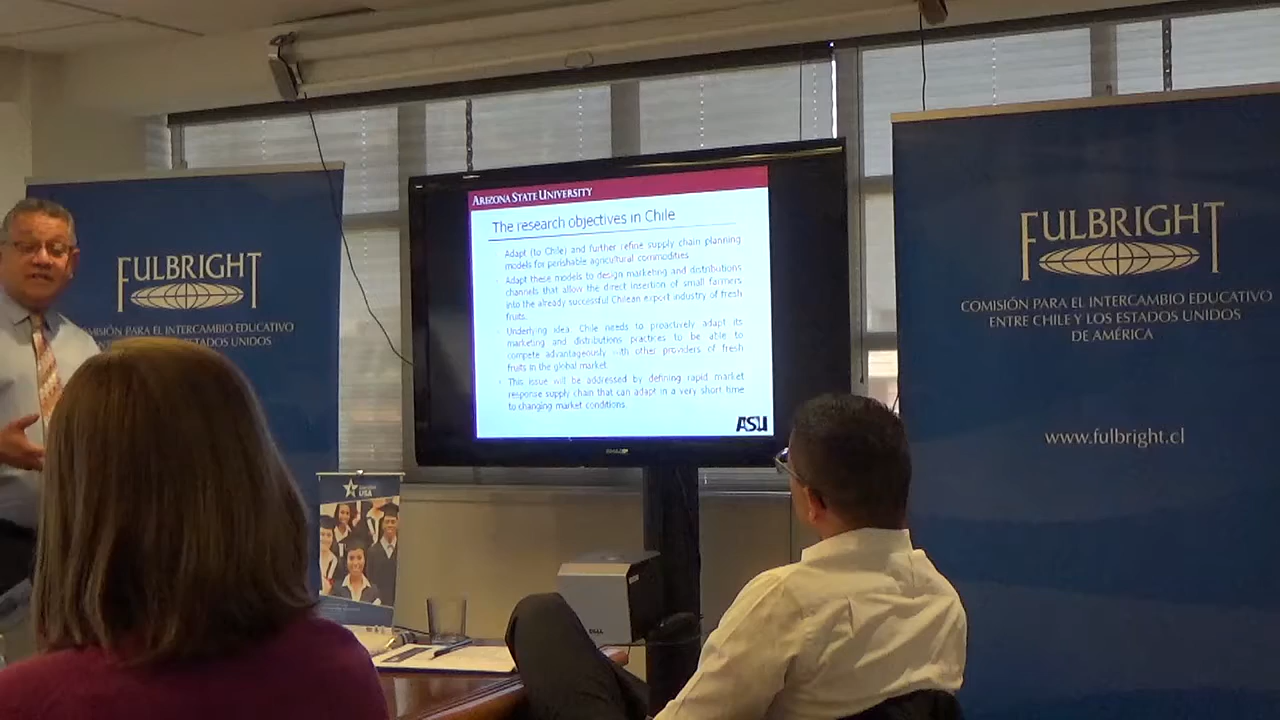 FULBRIGHT
COMISIÓN PARA EL INTERCAMBIO EDUCATIVO
LOS ESTADOS UNIDOS
ARIZONA STATE UNIVERSITY
The research objectives in Chile
Adapt (to Chile) and further refine supply chain planning
models for perishable agricultural commodities
Adapt these models to design marketing and distributions
channels that allow the direct insertion of small farmers
into the already successful Chilean export industry of fresh
fruits.
Underlying idea: Chile needs to proactively adapt its
marketing and distributions practices to be able to
compete advantageously with other providers of fresh
fruits in the global market.
This issue will be addressed by defining rapid market
response supply chain that can adapt in a very short time
to changing market conditions.
ASU
SHARP
USA
DELL
FULBRIGHT
COMISIÓN PARA EL INTERCAMBIO EDUCATIVO
ENTRE CHILE Y LOS ESTADOS UNIDOS
DE AMÉRICA
www.fulbright.cl